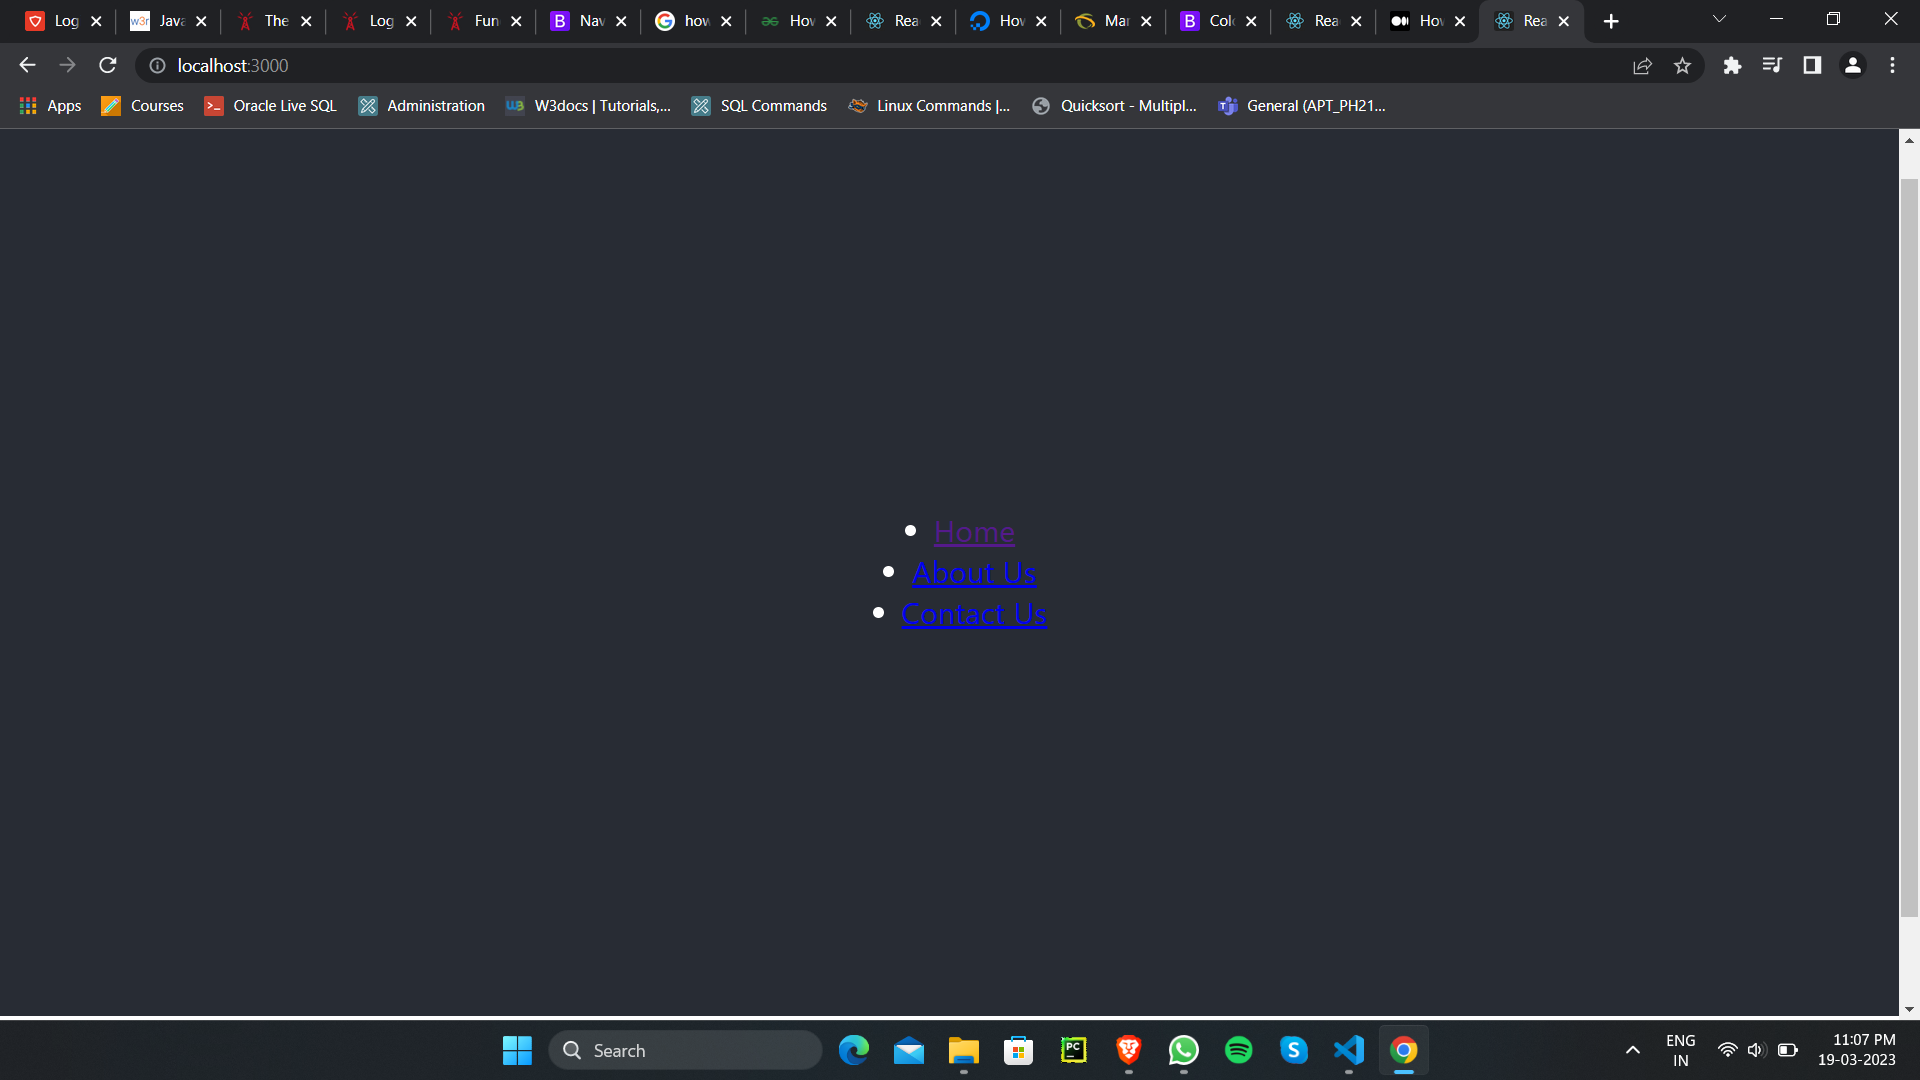 Log
Java
The
Log
Fun
Nav
how
How
Rea
How
Mar
Colo
Rea
How
Rea
localhost:3000
Apps
Courses
Oracle Live SQL
Administration
W3docs | Tutorials,...
SQL Commands
Linux Commands |...
Quicksort - Multipl...
General (APT_PH21...
Home
About Us
Contact Us
Search
ENG
IN
11:07 PM
19-03-2023